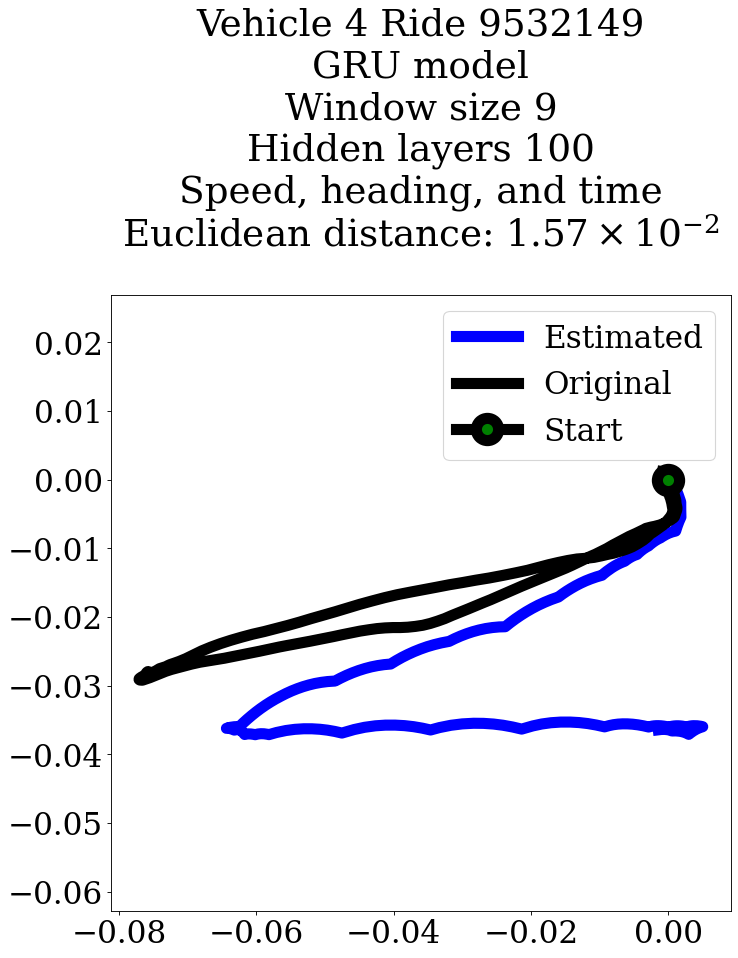 Vehicle 4 Ride 9532149
GRU model
Window size 9
Hidden layers 100
Speed, heading, and time
Euclidean distance: 1.57 × 10⁻²
Estimated
Original
Start
0.02
0.01
0.00
−0.01
−0.02
−0.03
−0.04
−0.05
−0.06
−0.08 −0.06 −0.04 −0.02 0.00